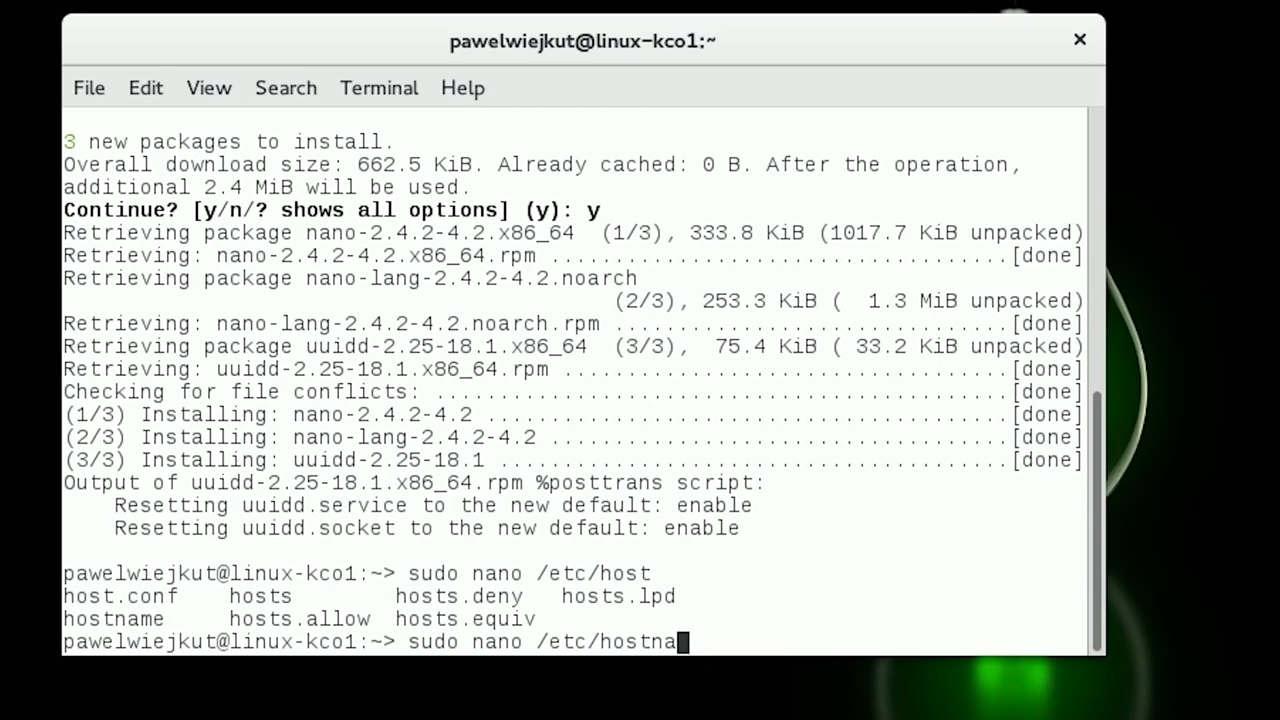 pawelwiejkut@linux-kco1:~
File Edit View Search Terminal Help
3 new packages to install.
Overall download size: 662.5 KiB. Already cached: 0 B. After the operation,
additional 2.4 MiB will be used.
Continue? [y/n/? shows all options] (y): y
Retrieving package nano-2.4.2-4.2.x86_64 (1/3), 333.8 KiB (1017.7 KiB unpacked)
Retrieving: nano-2.4.2-4.2.x86_64.rpm ....................................[done]
Retrieving package nano-lang-2.4.2-4.2.noarch
(2/3), 253.3 KiB ( 1.3 MiB unpacked)
Retrieving: nano-lang-2.4.2-4.2.noarch.rpm ...............................[done]
Retrieving package uuidd-2.25-18.1.x86_64 (3/3), 75.4 KiB ( 33.2 KiB unpacked)
Retrieving: uuidd-2.25-18.1.x86_64.rpm ...................................[done]
Checking for file conflicts: .............................................[done]
(1/3) Installing: nano-2.4.2-4.2 .........................................[done]
(2/3) Installing: nano-lang-2.4.2-4.2 ....................................[done]
(3/3) Installing: uuidd-2.25-18.1 ........................................[done]
Output of uuidd-2.25-18.1.x86_64.rpm %posttrans script:
Resetting uuidd.service to the new default: enable
Resetting uuidd.socket to the new default: enable
pawelwiejkut@linux-kco1:~> sudo nano /etc/host
host.conf hosts hosts.deny hosts.lpd
hostname hosts.allow hosts.equiv
pawelwiejkut@linux-kco1:~> sudo nano /etc/hostna